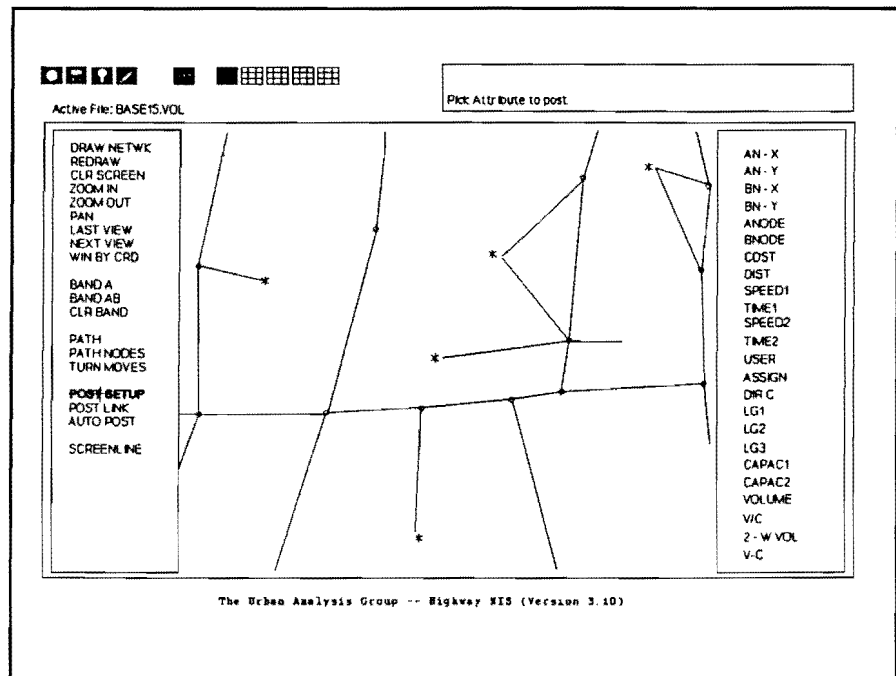 Pick Attribute to post.
Active File: BASE15.VOL
DRAW NETWK
REDRAW
CLR SCREEN
ZOOM IN
ZOOM OUT
PAN
LAST VIEW
NEXT VIEW
WIN BY CRD
BAND A
BAND AB
CLR BAND
PATH
PATH NODES
TURN MOVES
POST SETUP
POST LINK
AUTO POST
SCREENLINE
AN - X
AN - Y
BN - X
BN - Y
ANODE
BNODE
COST
DIST
SPEED1
TIME1
SPEED2
TIME2
USER
ASSIGN
DIR C
LG1
LG2
LG3
CAPAC1
CAPAC2
VOLUME
V/C
2 - W VOL
V-C
The Urban Analysis Group -- Highway NIS (Version 3.10)